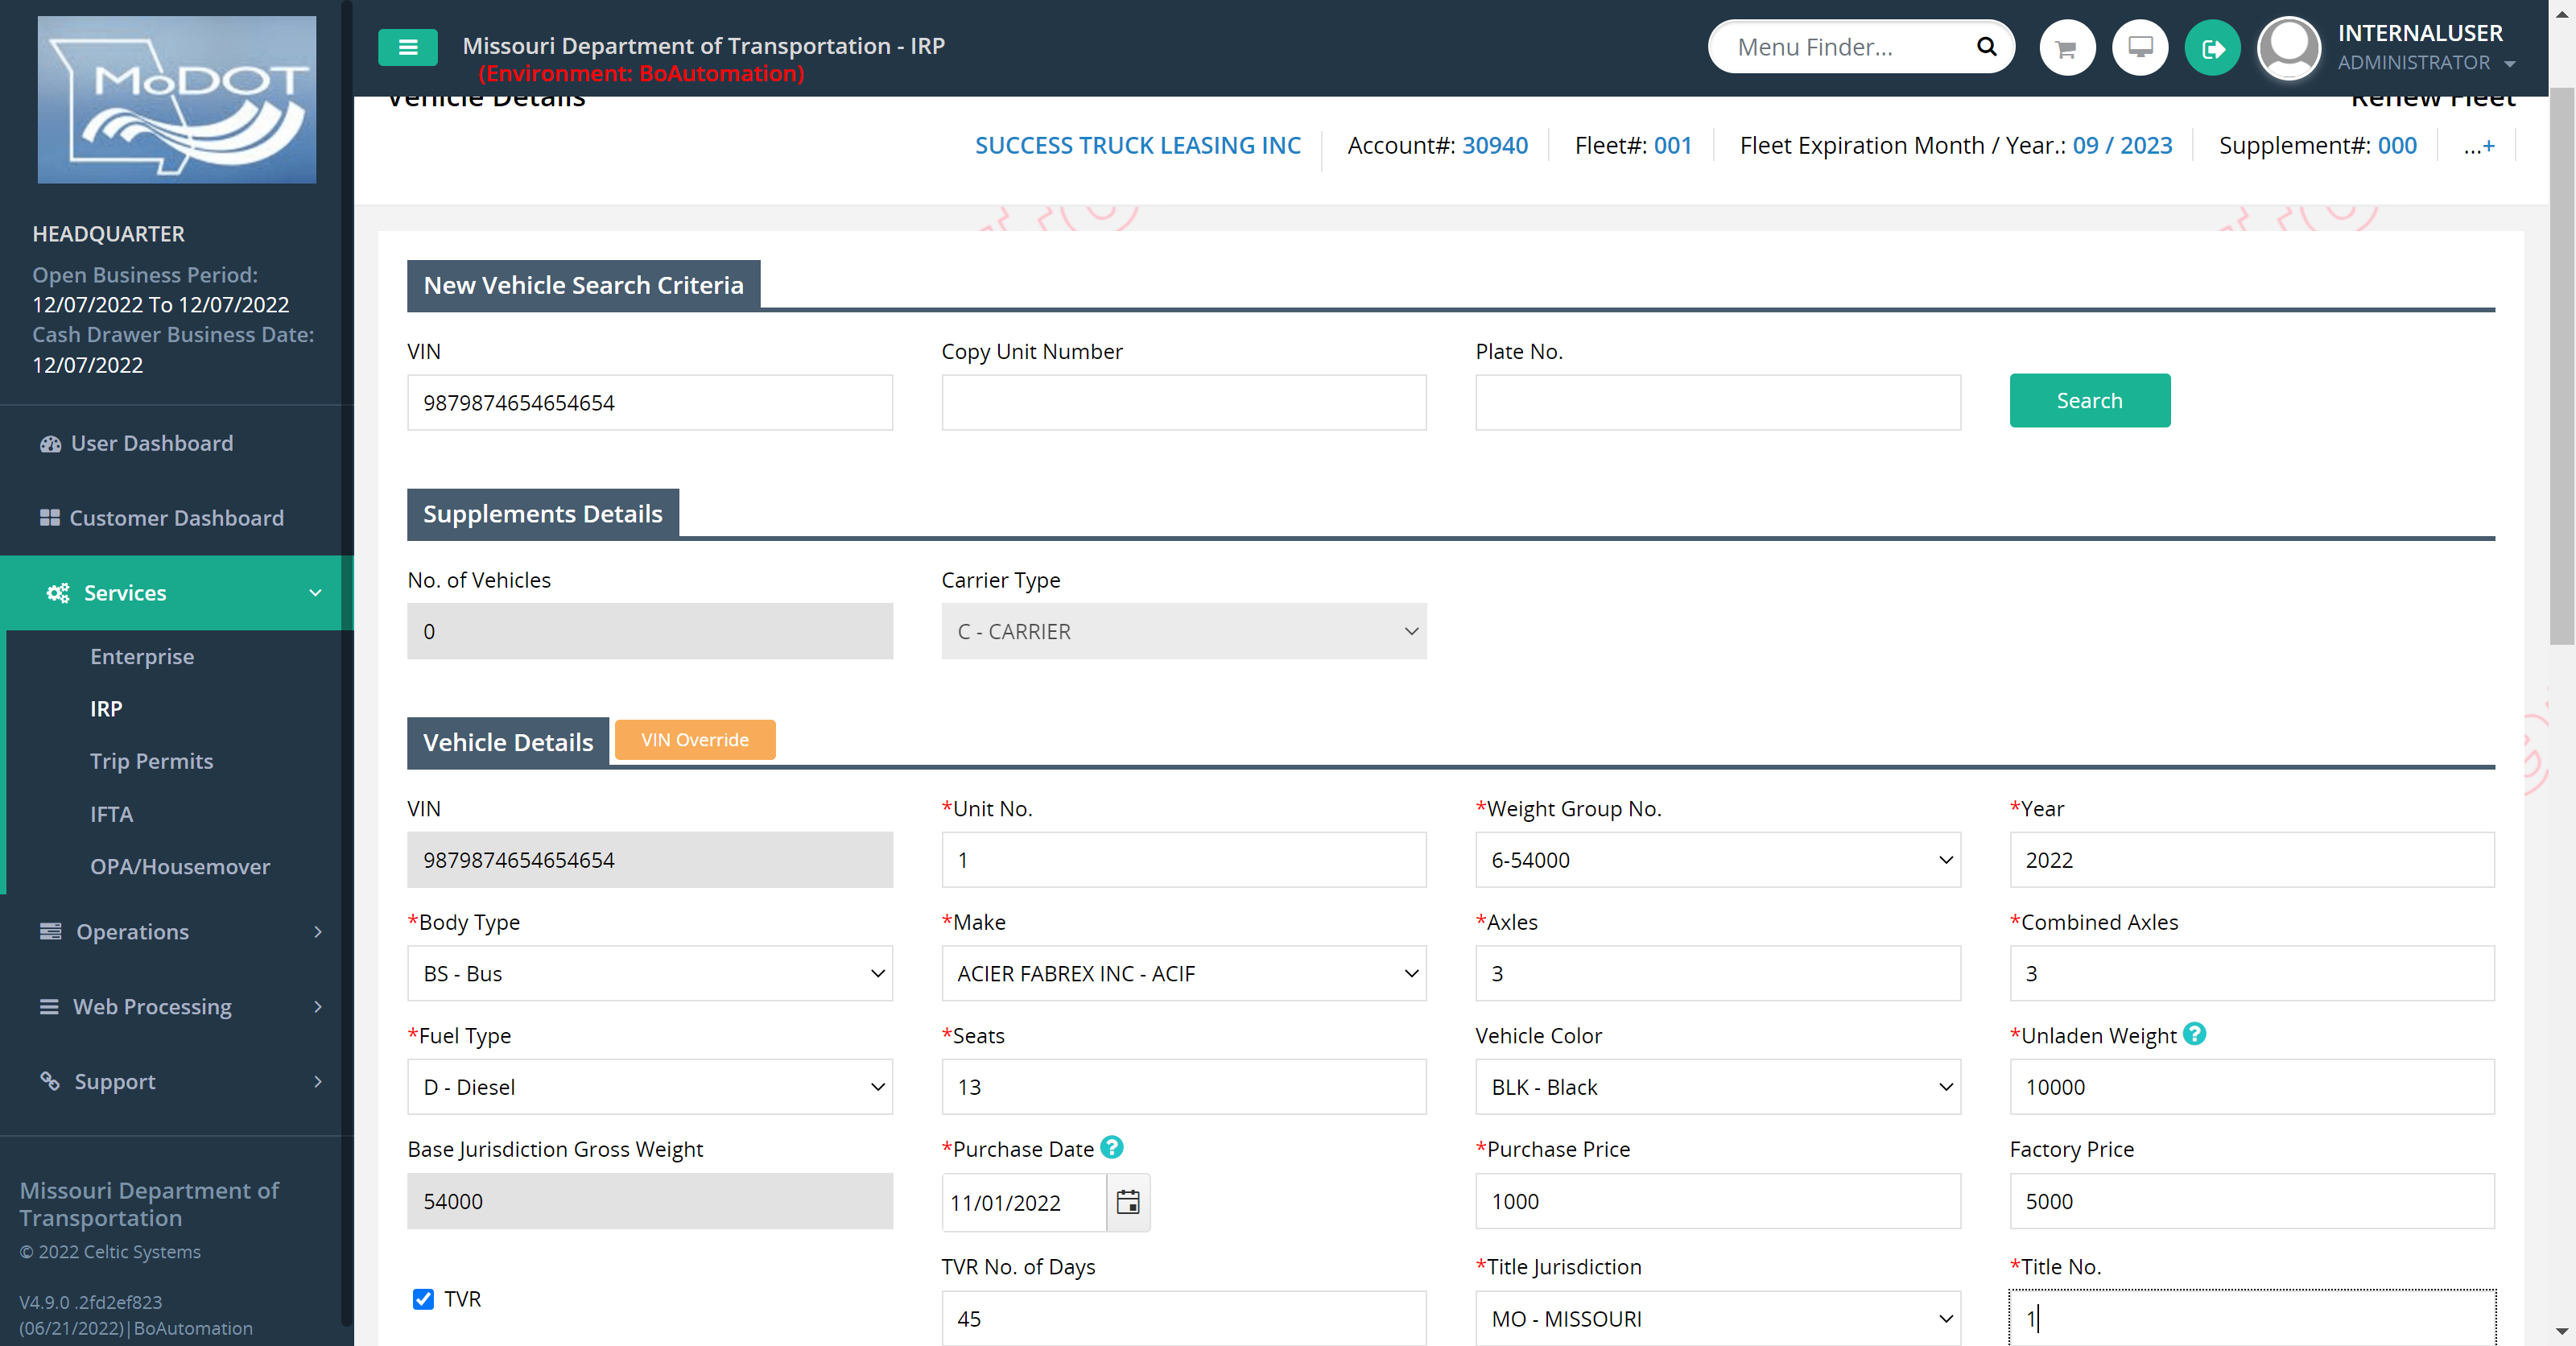 MoDOT
Missouri Department of Transportation - IRP
(Environment: BoAutomation)
Menu Finder...
INTERNALUSER
ADMINISTRATOR
Vehicle Details
Renew Fleet
SUCCESS TRUCK LEASING INC
Account#: 30940
Fleet#: 001
Fleet Expiration Month / Year.: 09 / 2023
Supplement#: 000
...+
HEADQUARTER
Open Business Period:
12/07/2022 To 12/07/2022
Cash Drawer Business Date:
12/07/2022
User Dashboard
Customer Dashboard
Services
Enterprise
IRP
Trip Permits
IFTA
OPA/Housemover
Operations
Web Processing
Support
Missouri Department of
Transportation
© 2022 Celtic Systems
V4.9.0 .2fd2ef823
(06/21/2022)|BoAutomation
New Vehicle Search Criteria
VIN
Copy Unit Number
Plate No.
9879874654654654
Search
Supplements Details
No. of Vehicles
Carrier Type
0
C - CARRIER
Vehicle Details
VIN Override
VIN
*Unit No.
*Weight Group No.
*Year
9879874654654654
1
6-54000
2022
*Body Type
*Make
*Axles
*Combined Axles
BS - Bus
ACIER FABREX INC - ACIF
3
3
*Fuel Type
*Seats
Vehicle Color
*Unladen Weight ?
D - Diesel
13
BLK - Black
10000
Base Jurisdiction Gross Weight
*Purchase Date ?
*Purchase Price
Factory Price
54000
11/01/2022
1000
5000
TVR
TVR No. of Days
*Title Jurisdiction
*Title No.
45
MO - MISSOURI
1